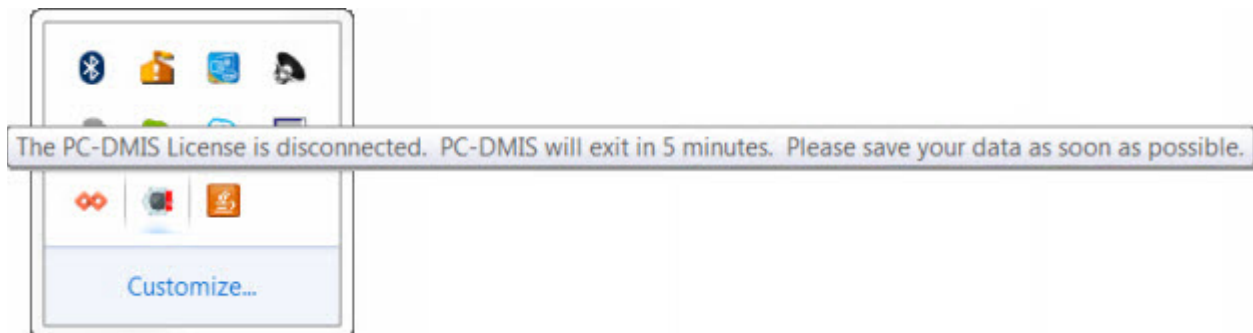 The PC-DMIS License is disconnected.  PC-DMIS will exit in 5 minutes.  Please save your data as soon as possible.
Customize...